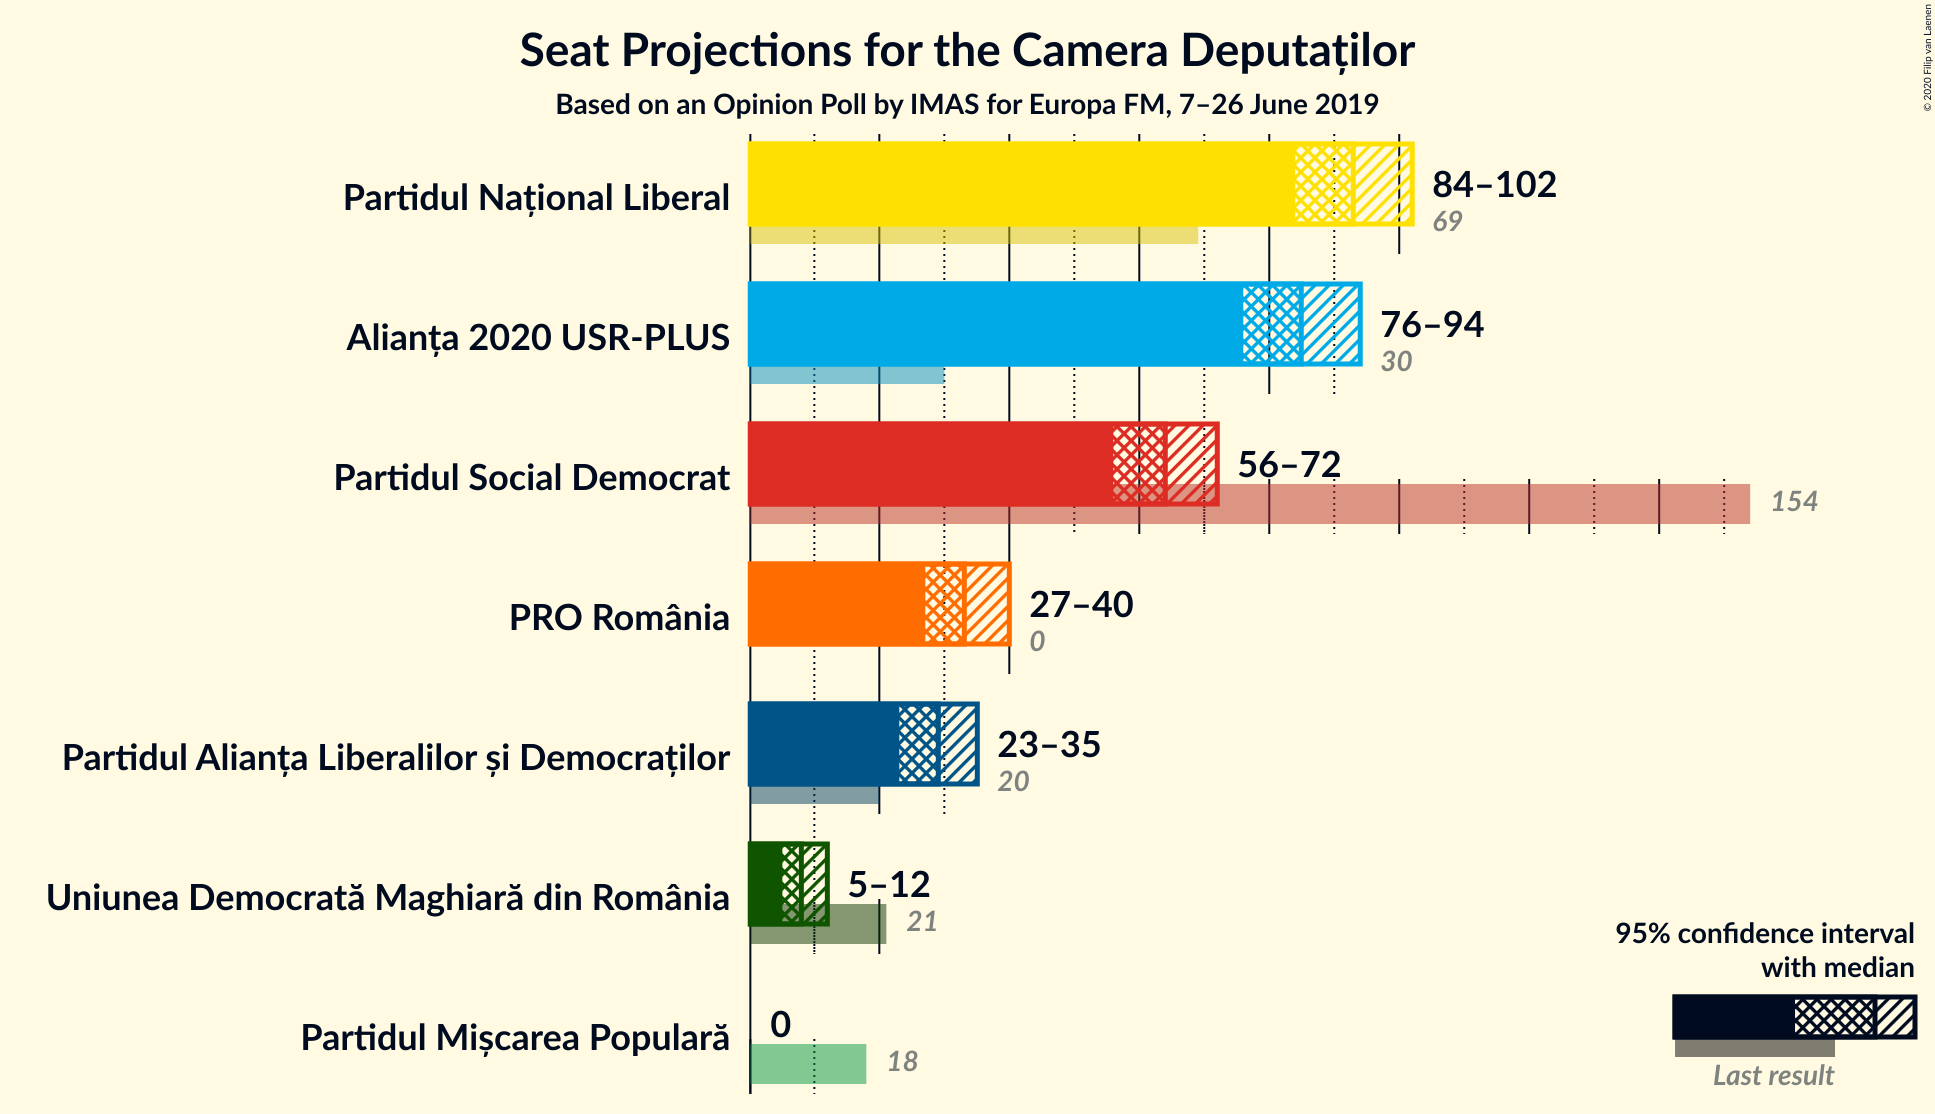 Seat Projections for the Camera Deputaților
Based on an Opinion Poll by IMAS for Europa FM, 7–26 June 2019
© 2020 Filip van Laenen
Partidul Național Liberal
84–102
69
Alianța 2020 USR-PLUS
76–94
30
Partidul Social Democrat
56–72
154
PRO România
27–40
0
Partidul Alianța Liberalilor și Democraților
23–35
20
Uniunea Democrată Maghiară din România
5–12
21
Partidul Mișcarea Populară
0
18
95% confidence interval
with median
Last result